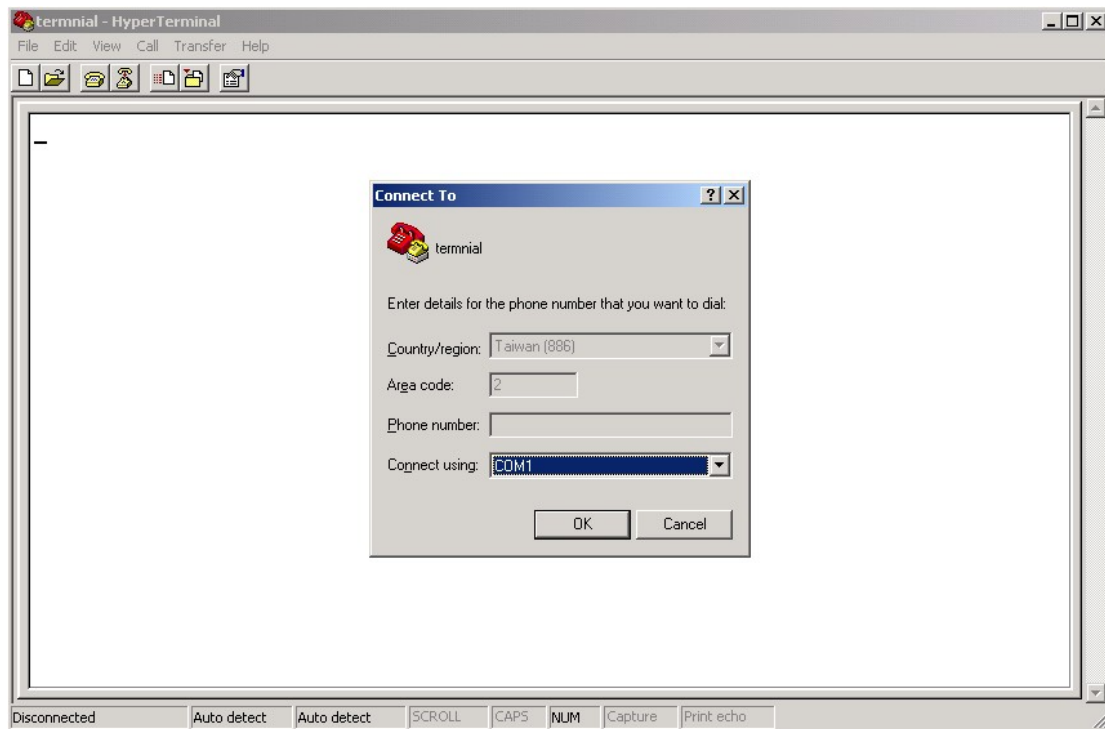 termnial - HyperTerminal
File Edit View Call Transfer Help
Connect To
termnial
Enter details for the phone number that you want to dial:
Country/region: Taiwan (886)
Area code: 2
Phone number:
Connect using: COM1
OK Cancel
Disconnected Auto detect Auto detect SCROLL CAPS NUM Capture Print echo